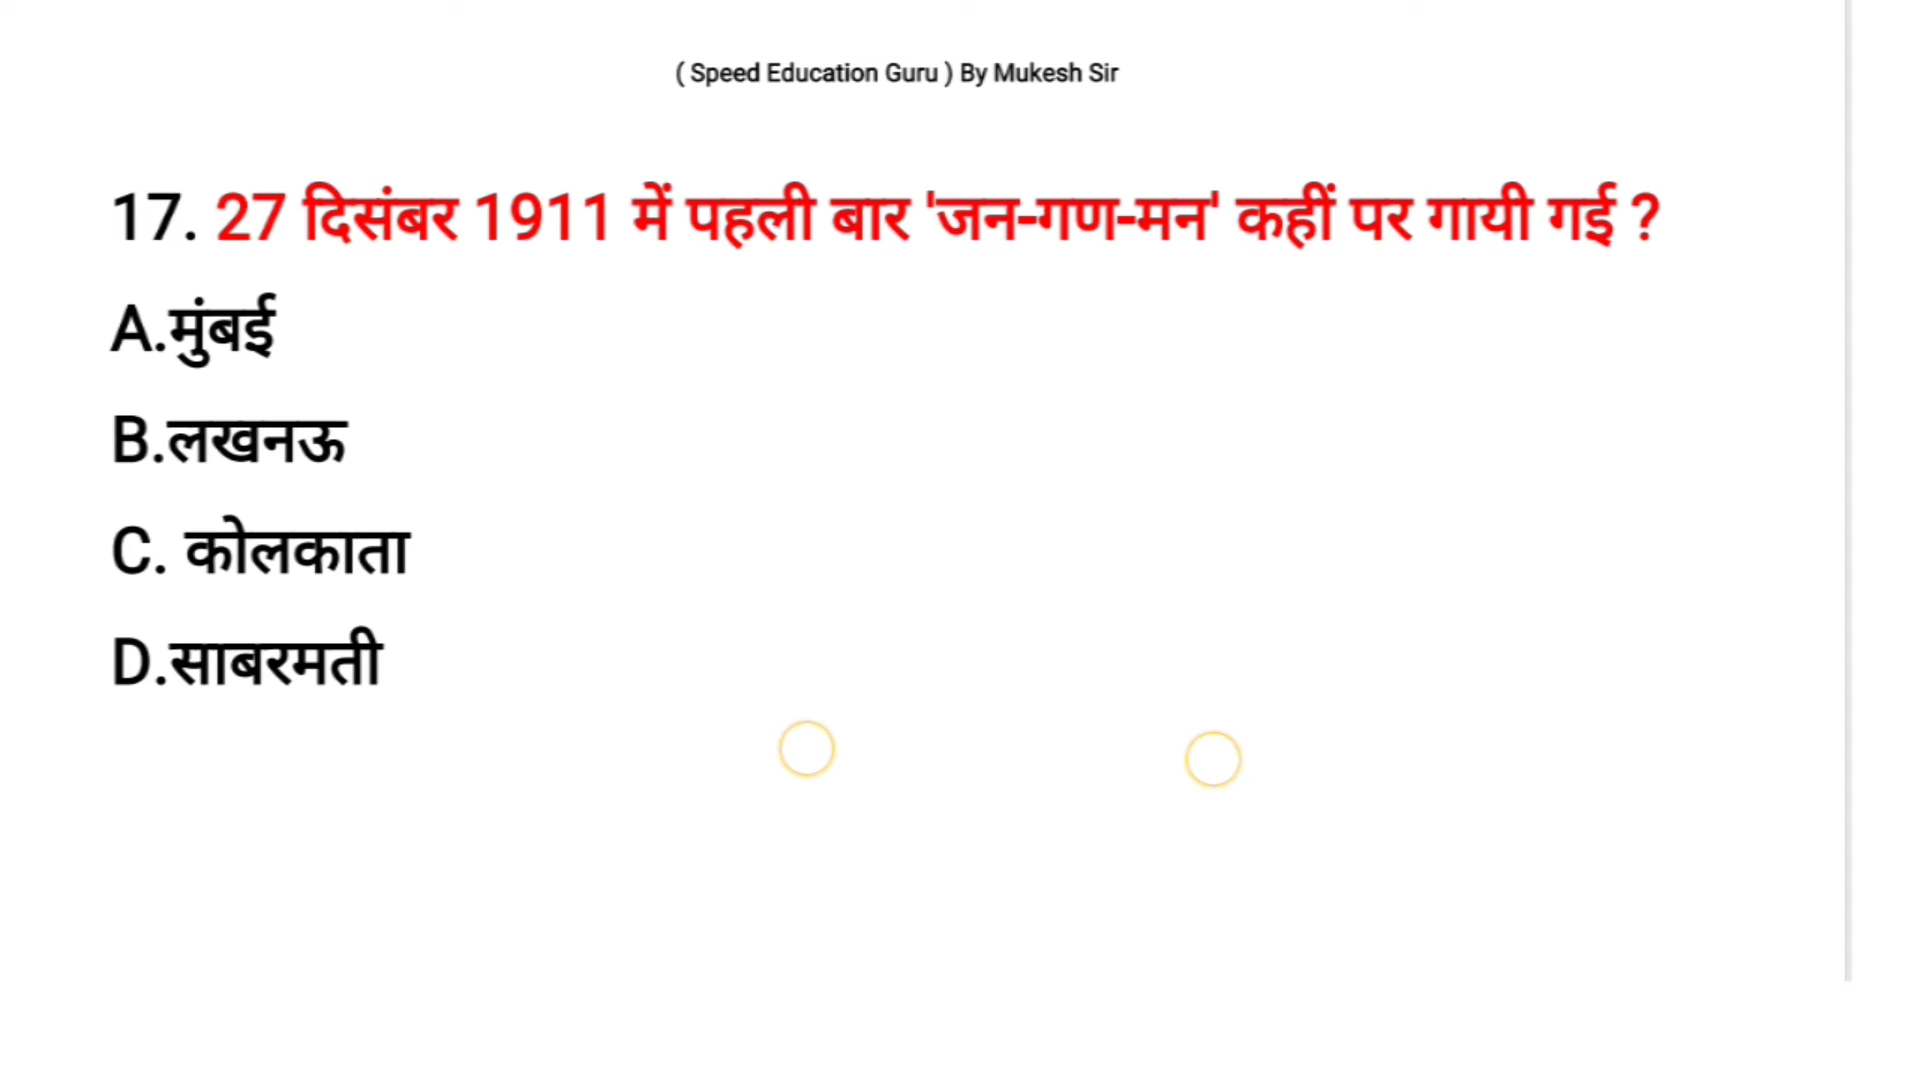 ( Speed Education Guru ) By Mukesh Sir
17. 27 दिसंबर 1911 में पहली बार 'जन-गण-मन' कहीं पर गायी गई ?
A.मुंबई
B.लखनऊ
C. कोलकाता
D.साबरमती